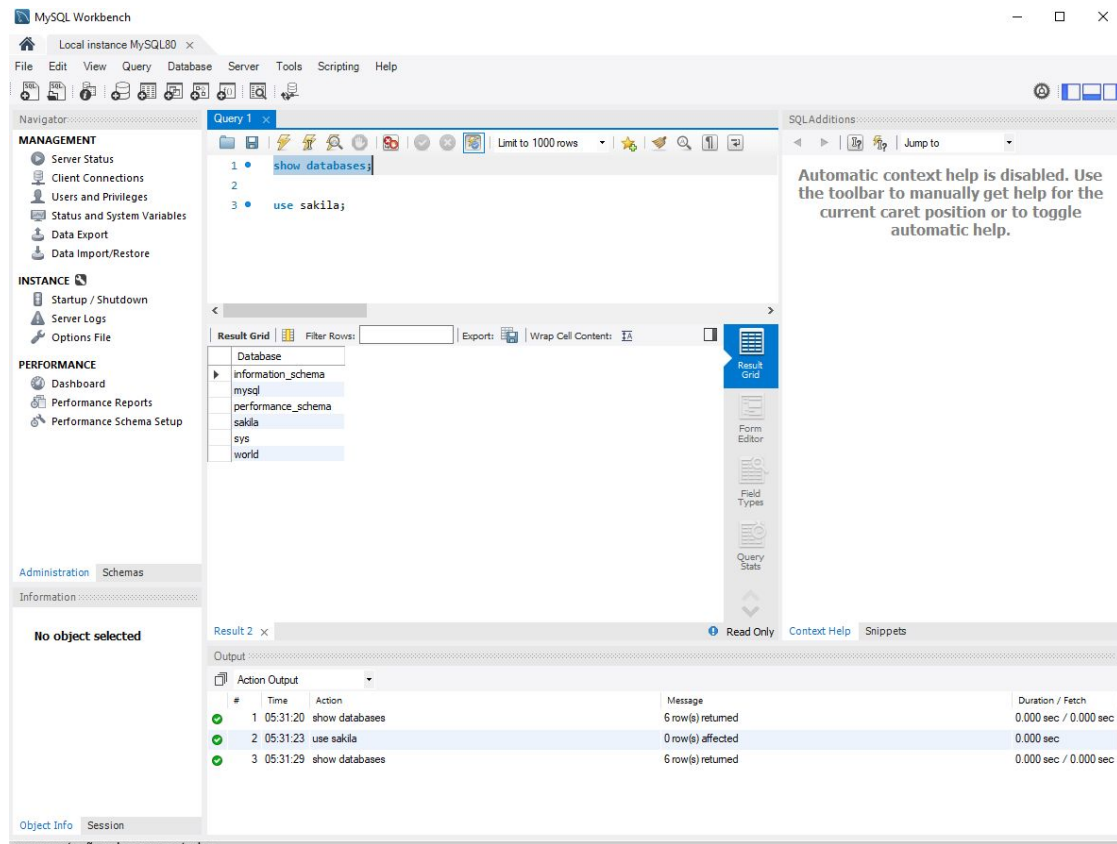 MySQL Workbench
Local instance MySQL80
File Edit View Query Database Server Tools Scripting Help
Navigator
MANAGEMENT
Server Status
Client Connections
Users and Privileges
Status and System Variables
Data Export
Data Import/Restore
INSTANCE
Startup / Shutdown
Server Logs
Options File
PERFORMANCE
Dashboard
Performance Reports
Performance Schema Setup
Administration Schemas
Information
No object selected
Object Info Session
Query 1
Limit to 1000 rows
1 show databases;
2
3 use sakila;
Result Grid Filter Rows: Export: Wrap Cell Content:
Database
information_schema
mysql
performance_schema
sakila
sys
world
Result Grid
Form Editor
Field Types
Query Stats
Result 2 Read Only
SQLAdditions
Jump to
Automatic context help is disabled. Use
the toolbar to manually get help for the
current caret position or to toggle
automatic help.
Context Help Snippets
Output
Action Output
# Time Action Message Duration / Fetch
1 05:31:20 show databases 6 row(s) returned 0.000 sec / 0.000 sec
2 05:31:23 use sakila 0 row(s) affected 0.000 sec
3 05:31:29 show databases 6 row(s) returned 0.000 sec / 0.000 sec